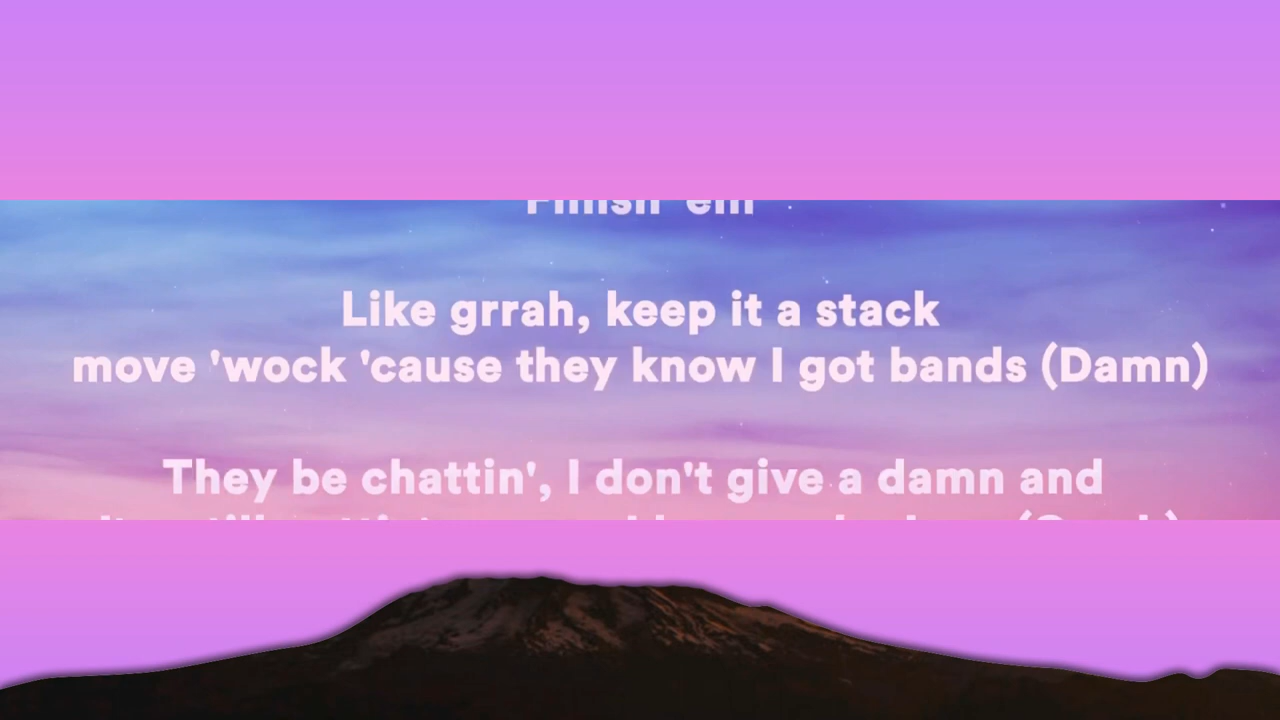 Like grrah, keep it a stack
move 'wock 'cause they know I got bands (Damn)
They be chattin', I don't give a damn and